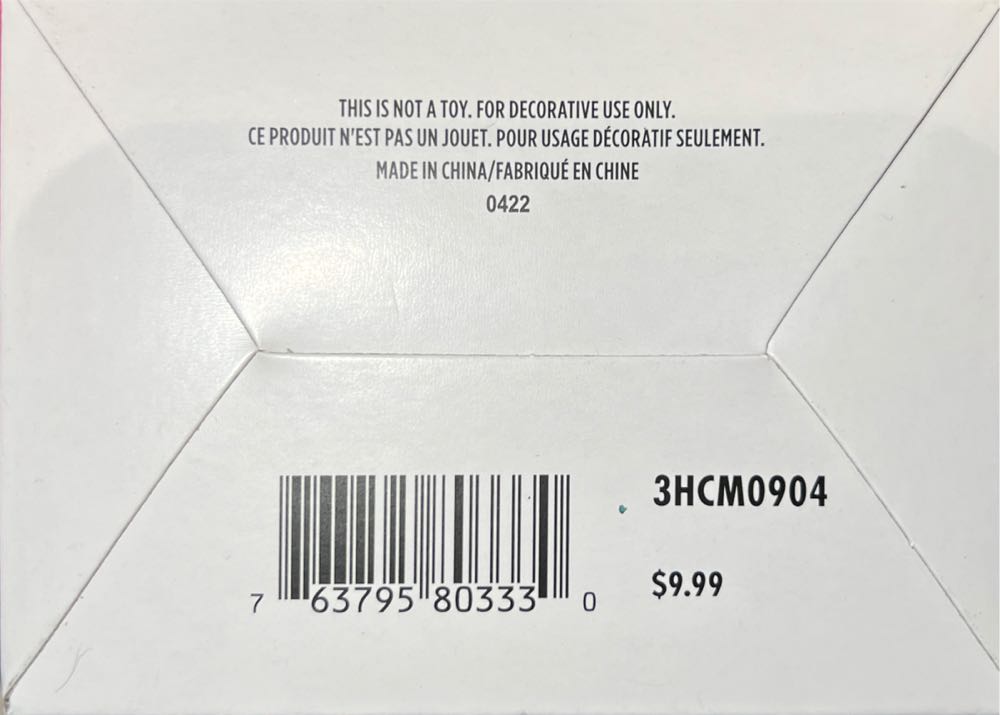 THIS IS NOT A TOY. FOR DECORATIVE USE ONLY.
CE PRODUIT N'EST PAS UN JOUET. POUR USAGE DÉCORATIF SEULEMENT.
MADE IN CHINA/FABRIQUÉ EN CHINE
0422
3HCM0904
$9.99
7 63795 80333 0